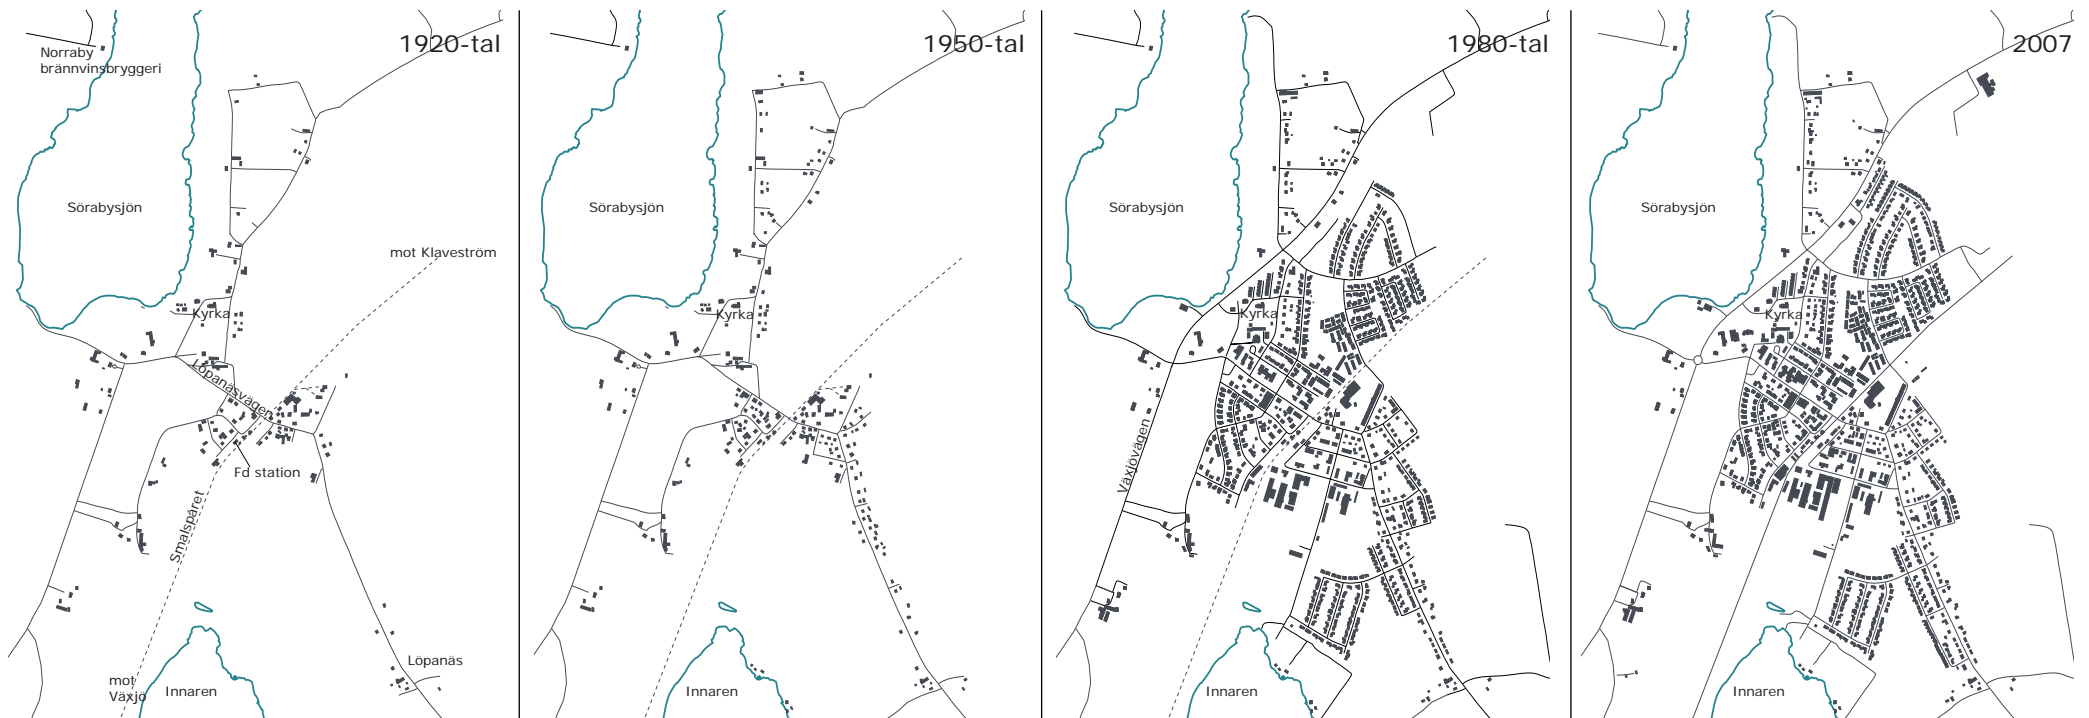 1920-tal
Norraby
brännvinsbryggeri
Sörabysjön
mot Klaveström
Kyrka
Löpanäsvägen
Fd station
Smalspåret
Löpanäs
mot
Växjö
Innaren
1950-tal
Sörabysjön
Kyrka
Innaren
1980-tal
Sörabysjön
Kyrka
Växjövägen
Innaren
2007
Sörabysjön
Kyrka
Innaren